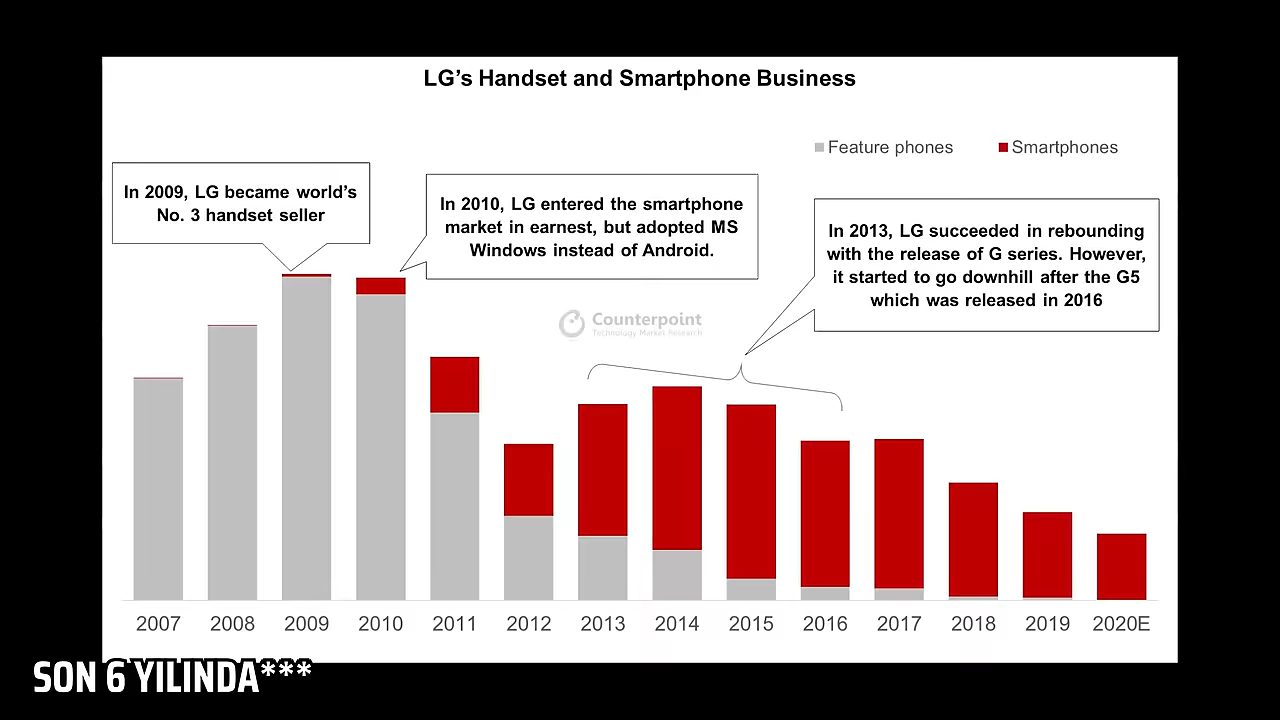 LG's Handset and Smartphone Business
Feature phones
Smartphones
In 2009, LG became world's
No. 3 handset seller
In 2010, LG entered the smartphone
market in earnest, but adopted MS
Windows instead of Android.
In 2013, LG succeeded in rebounding
with the release of G series. However,
it started to go downhill after the G5
which was released in 2016
Counterpoint
Technology Market Research
2007 2008 2009 2010 2011 2012 2013 2014 2015 2016 2017 2018 2019 2020E
SON 6 YILINDA***